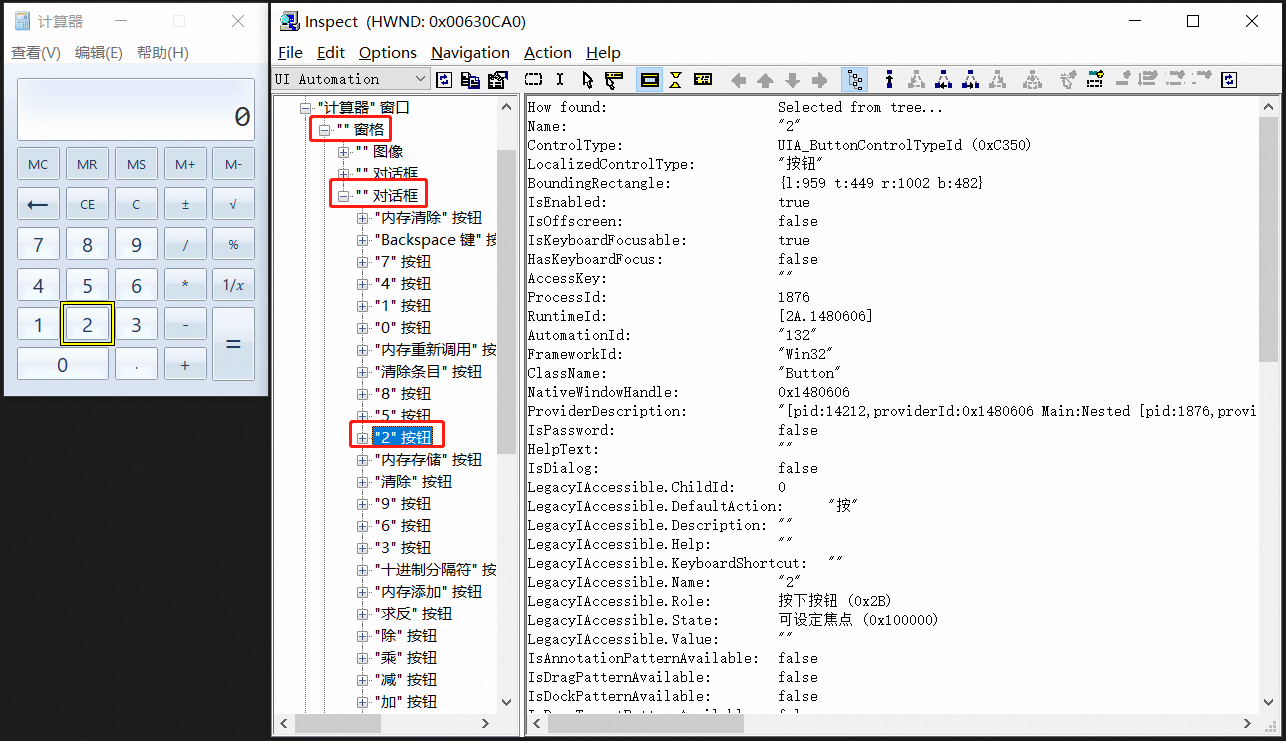 计算器
查看(V) 编辑(E) 帮助(H)
0
MC MR MS M+ M-
← CE C ± √
7 8 9 / %
4 5 6 * 1/x
1 2 3 - =
0 . +
Inspect (HWND: 0x00630CA0)
File Edit Options Navigation Action Help
UI Automation
"计算器" 窗口
"" 窗格
"" 图像
"" 对话框
"" 对话框
"内存清除" 按钮
"Backspace 键" 按
"7" 按钮
"4" 按钮
"1" 按钮
"0" 按钮
"内存重新调用" 按
"清除条目" 按钮
"8" 按钮
"5" 按钮
"2" 按钮
"内存存储" 按钮
"清除" 按钮
"9" 按钮
"6" 按钮
"3" 按钮
"十进制分隔符" 按
"内存添加" 按钮
"求反" 按钮
"除" 按钮
"乘" 按钮
"减" 按钮
"加" 按钮
How found: Selected from tree...
Name: "2"
ControlType: UIA_ButtonControlTypeId (0xC350)
LocalizedControlType: "按钮"
BoundingRectangle: {l:959 t:449 r:1002 b:482}
IsEnabled: true
IsOffscreen: false
IsKeyboardFocusable: true
HasKeyboardFocus: false
AccessKey: ""
ProcessId: 1876
RuntimeId: [2A.1480606]
AutomationId: "132"
FrameworkId: "Win32"
ClassName: "Button"
NativeWindowHandle: 0x1480606
ProviderDescription: "[pid:14212,providerId:0x1480606 Main:Nested [pid:1876,provi
IsPassword: false
HelpText: ""
IsDialog: false
LegacyIAccessible.ChildId: 0
LegacyIAccessible.DefaultAction: "按"
LegacyIAccessible.Description: ""
LegacyIAccessible.Help: ""
LegacyIAccessible.KeyboardShortcut: ""
LegacyIAccessible.Name: "2"
LegacyIAccessible.Role: 按下按钮 (0x2B)
LegacyIAccessible.State: 可设定焦点 (0x100000)
LegacyIAccessible.Value: ""
IsAnnotationPatternAvailable: false
IsDragPatternAvailable: false
IsDockPatternAvailable: false